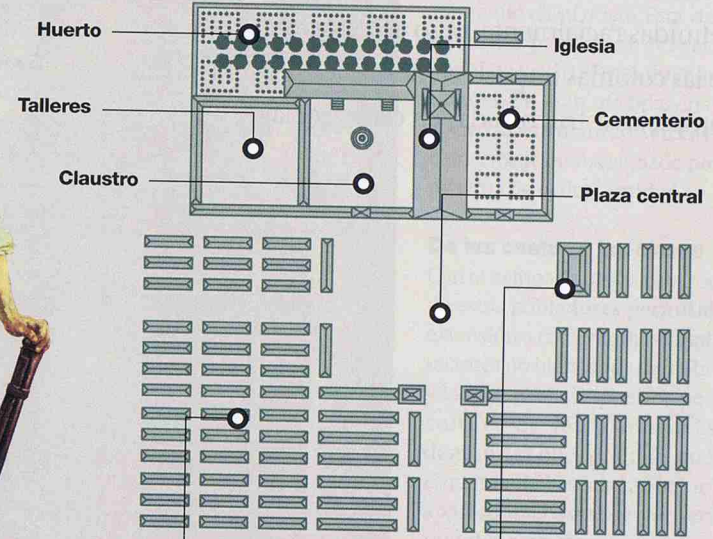 Huerto
Iglesia
Talleres
Cementerio
Claustro
Plaza central